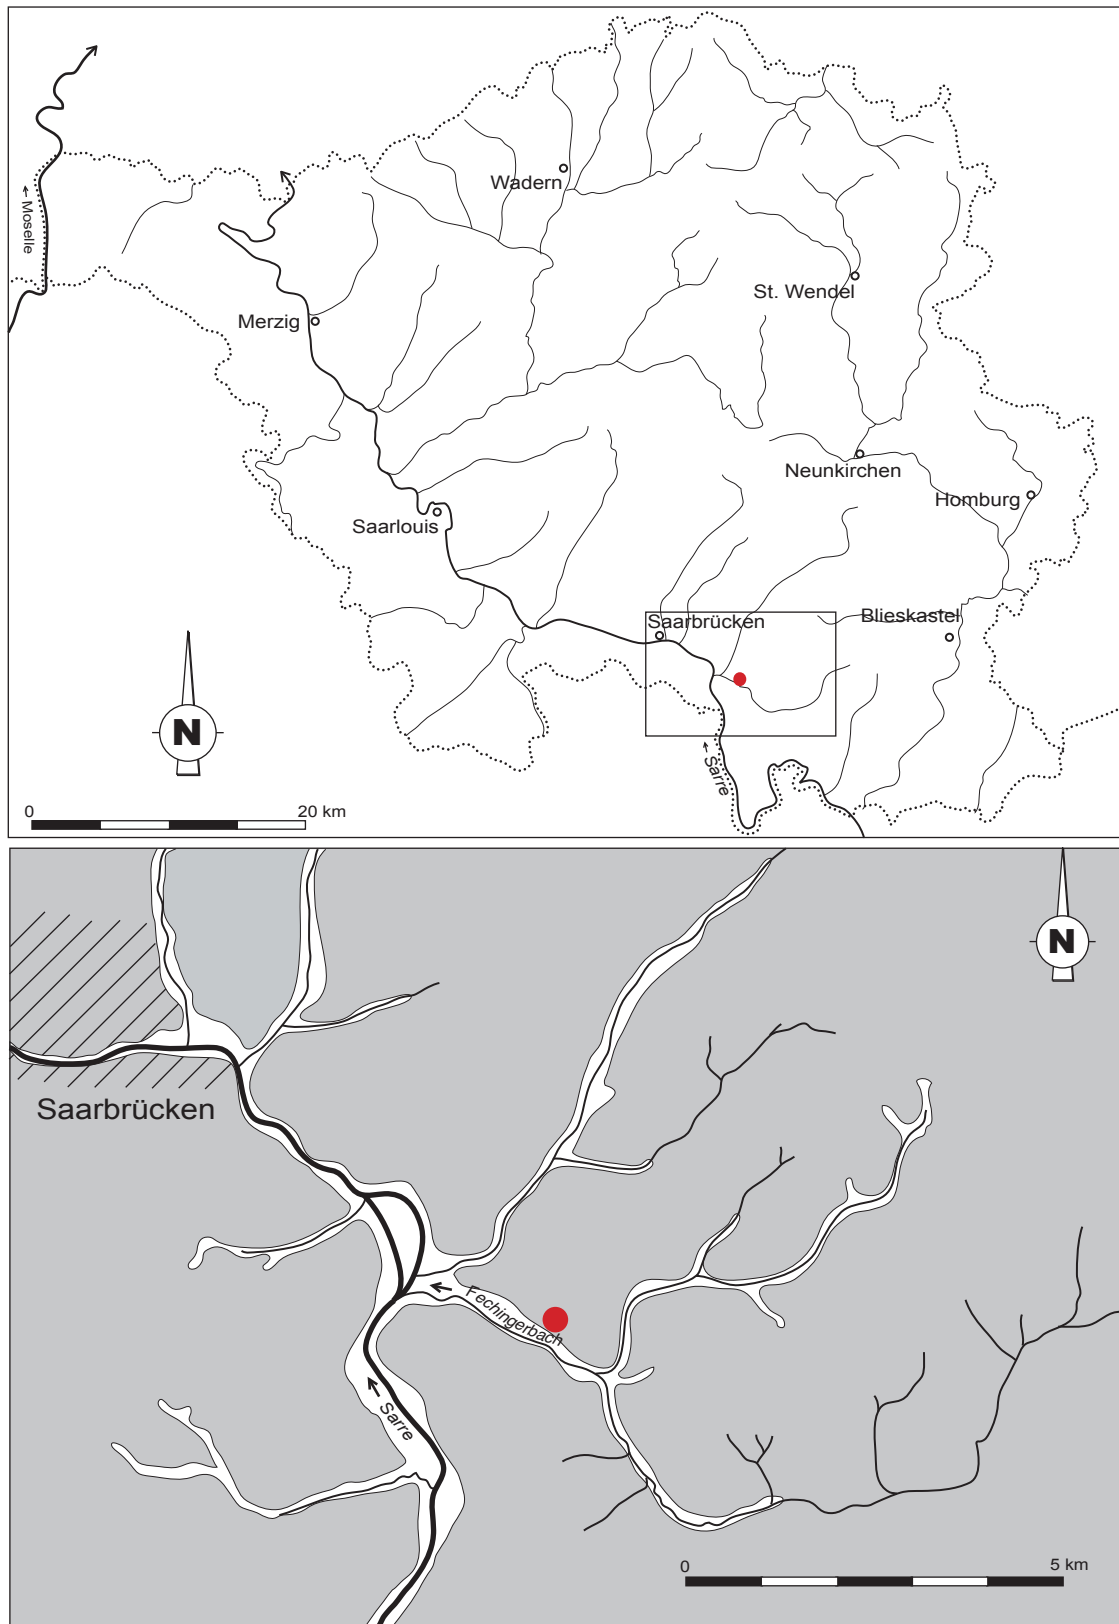 Wadern
← Moselle
St. Wendel
Merzig
Neunkirchen
Homburg
Saarlouis
Blieskastel
Saarbrücken
N
← Sarre
0 20 km
N
Saarbrücken
← Fechingerbach
← Sarre
0 5 km